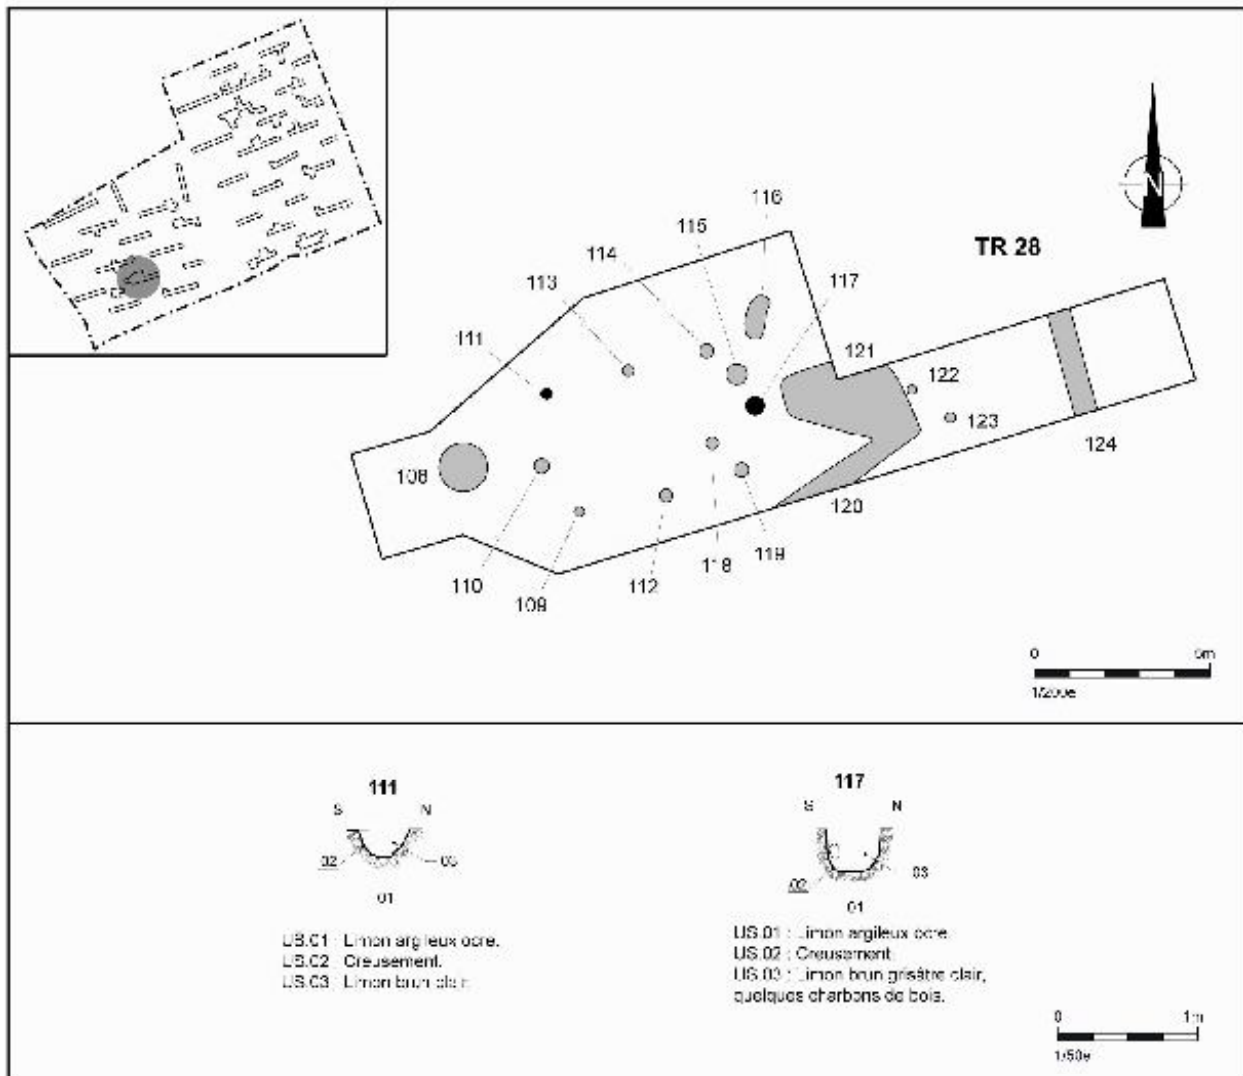 N
TR 28
116
115
114
117
113
111
121
122
123
108
124
120
119
118
110
112
109
0
1/200e
111
S N
02 03
01
US.01 : Limon argileux ocre.
US.02 : Creusement.
US.03 : Limon brun clair.
117
S N
02 03
01
US.01 : Limon argileux ocre.
US.02 : Creusement.
US.03 : Limon brun grisâtre clair,
quelques charbons de bois.
0 1m
1/50e